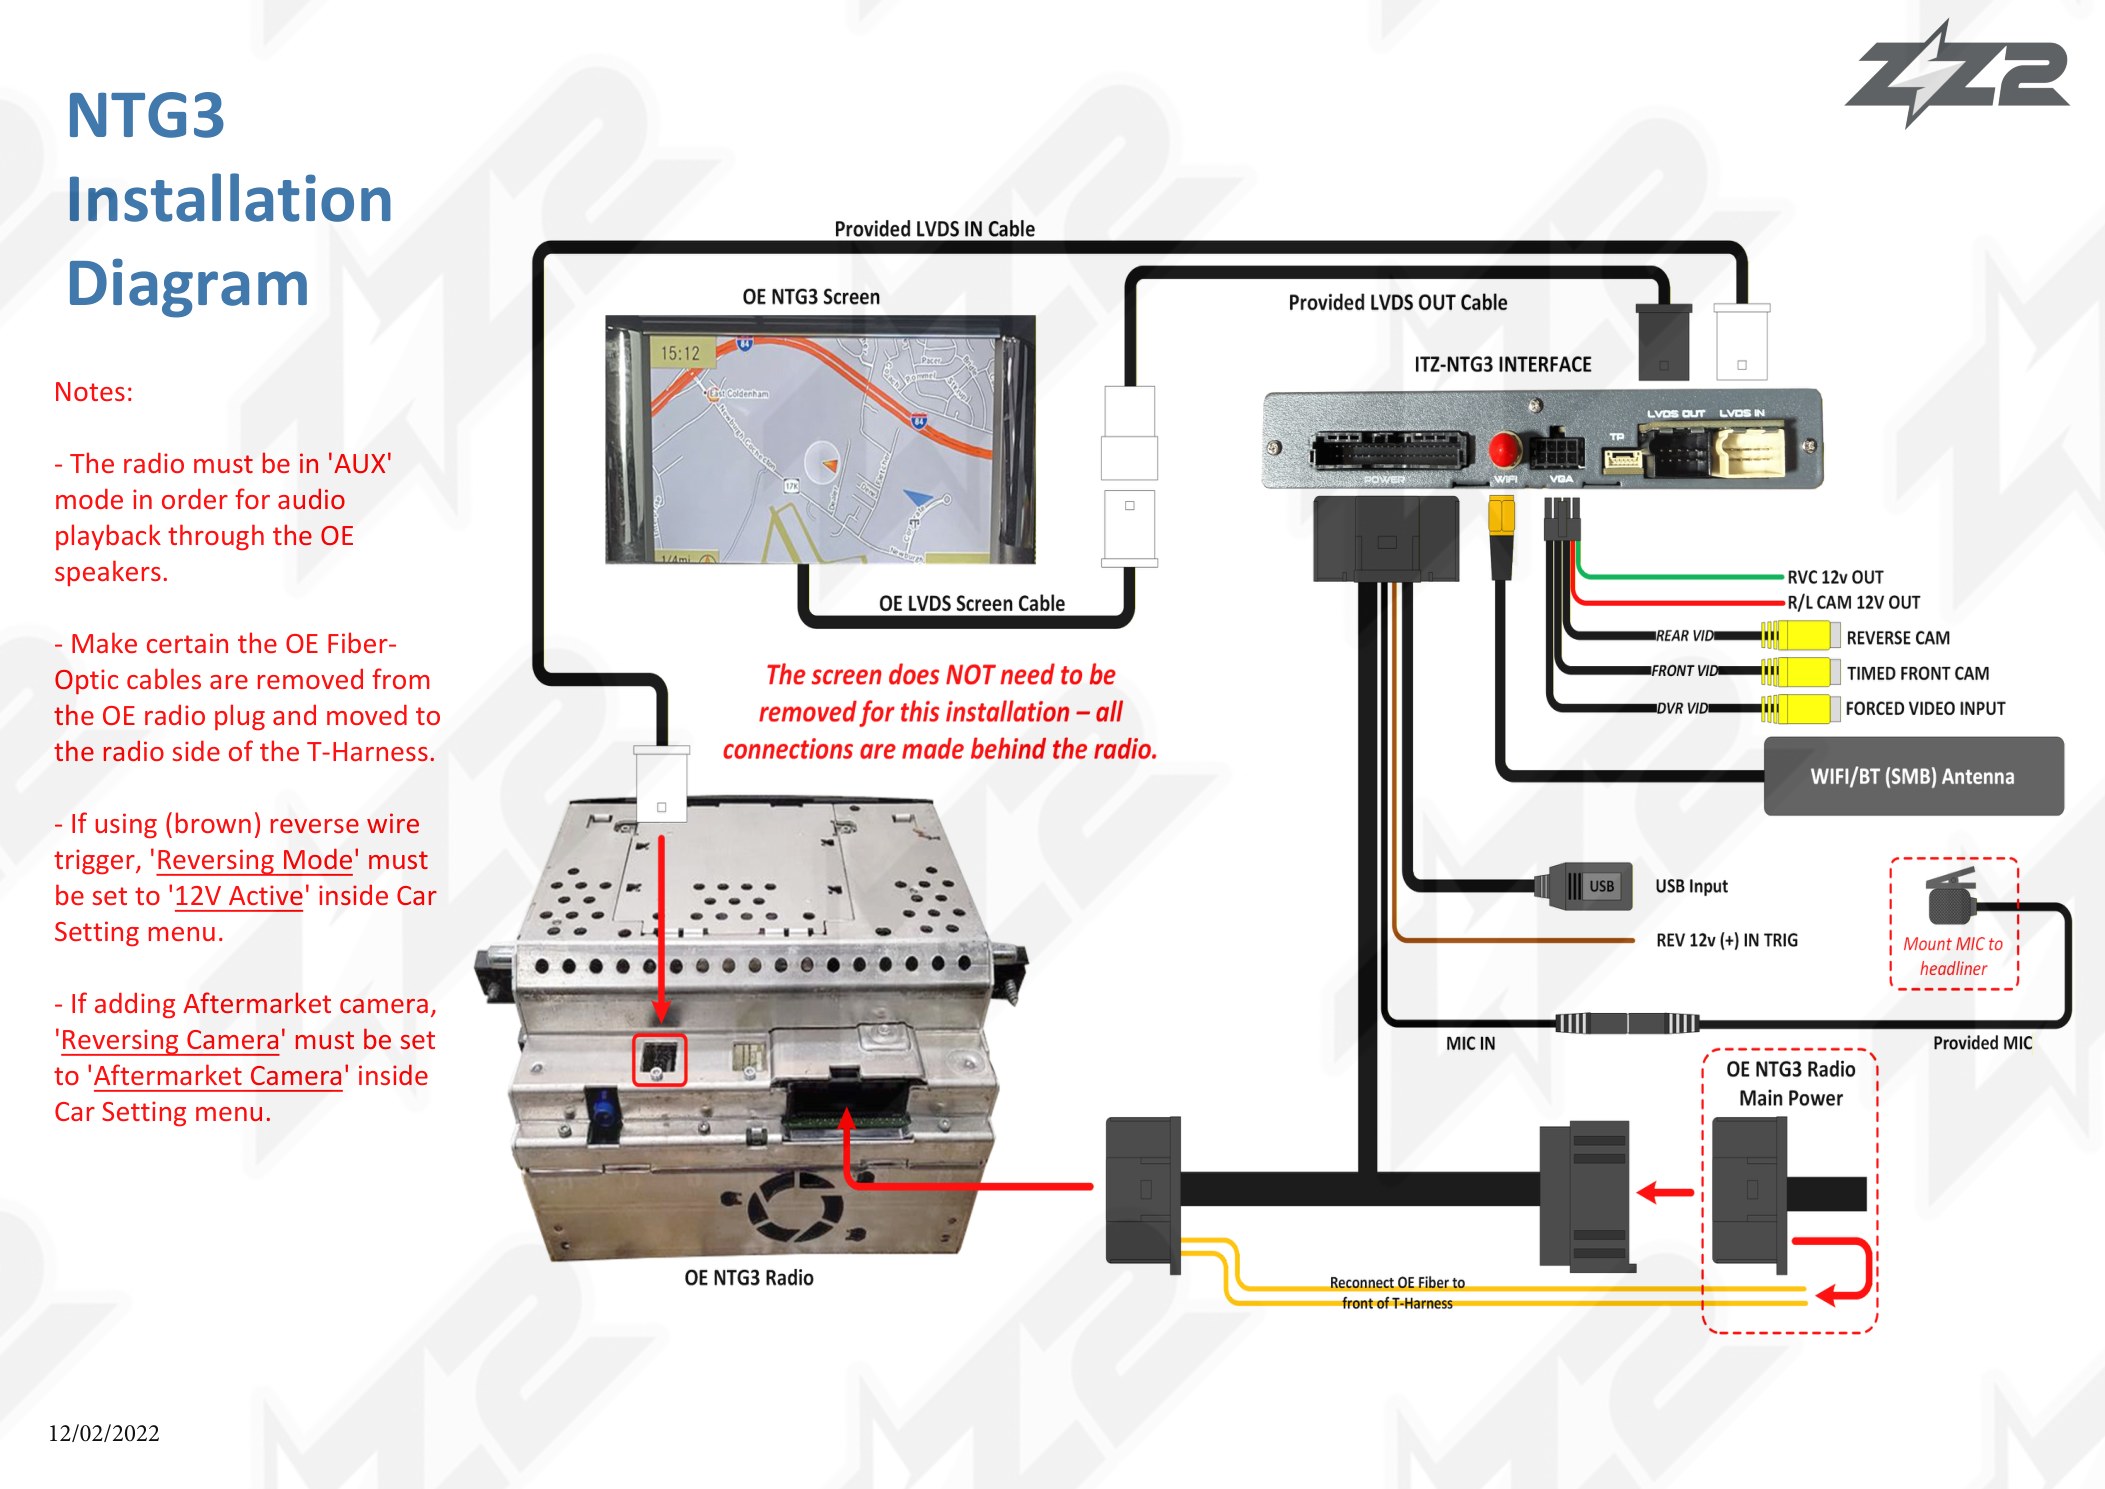 ZZ2
NTG3
Installation
Diagram
Notes:
- The radio must be in 'AUX'
mode in order for audio
playback through the OE
speakers.
- Make certain the OE Fiber-
Optic cables are removed from
the OE radio plug and moved to
the radio side of the T-Harness.
- If using (brown) reverse wire
trigger, 'Reversing Mode' must
be set to '12V Active' inside Car
Setting menu.
- If adding Aftermarket camera,
'Reversing Camera' must be set
to 'Aftermarket Camera' inside
Car Setting menu.
Provided LVDS IN Cable
Provided LVDS OUT Cable
OE NTG3 Screen
15:12
84
84
East Coldenham
17K
1/4mi
OE LVDS Screen Cable
The screen does NOT need to be
removed for this installation – all
connections are made behind the radio.
ITZ-NTG3 INTERFACE
LVDS OUT LVDS IN
TP
POWER WIFI VGA
RVC 12v OUT
R/L CAM 12V OUT
REAR VID REVERSE CAM
FRONT VID TIMED FRONT CAM
DVR VID FORCED VIDEO INPUT
WIFI/BT (SMB) Antenna
USB USB Input
REV 12v (+) IN TRIG
Mount MIC to
headliner
MIC IN
Provided MIC
OE NTG3 Radio
Main Power
OE NTG3 Radio
Reconnect OE Fiber to
front of T-Harness
12/02/2022